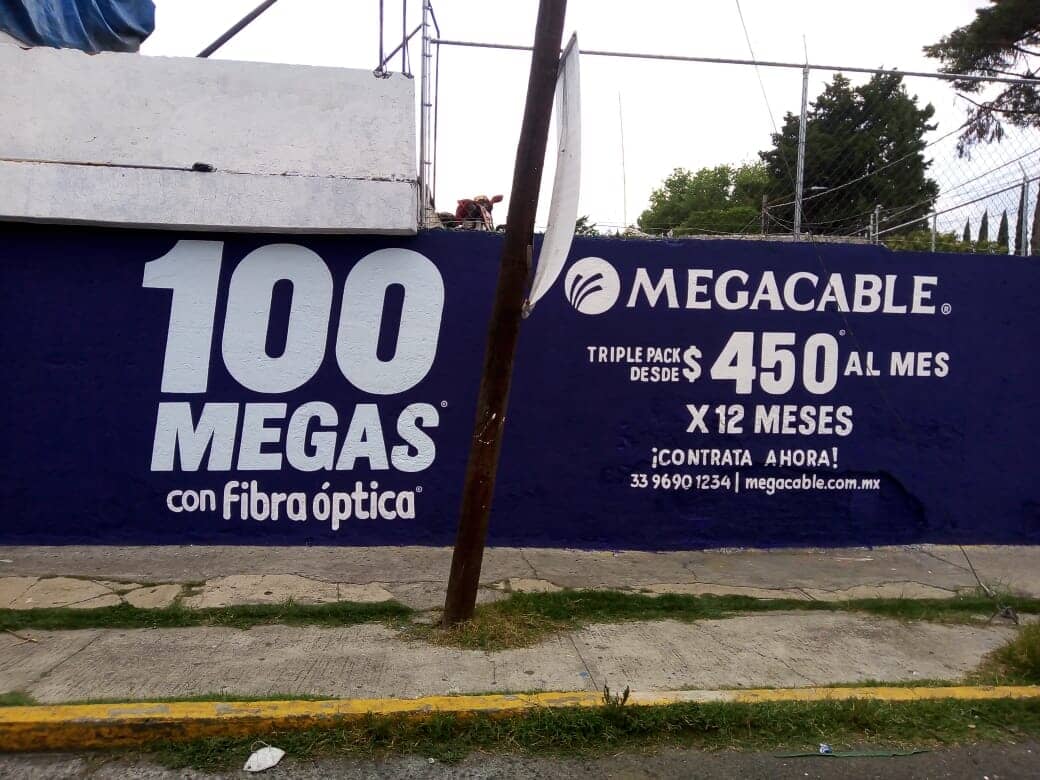 100
MEGAS®
con fibra óptica®
MEGACABLE®
TRIPLE PACK
DESDE $450 AL MES
X 12 MESES
¡CONTRATA AHORA!
33 9690 1234 | megacable.com.mx